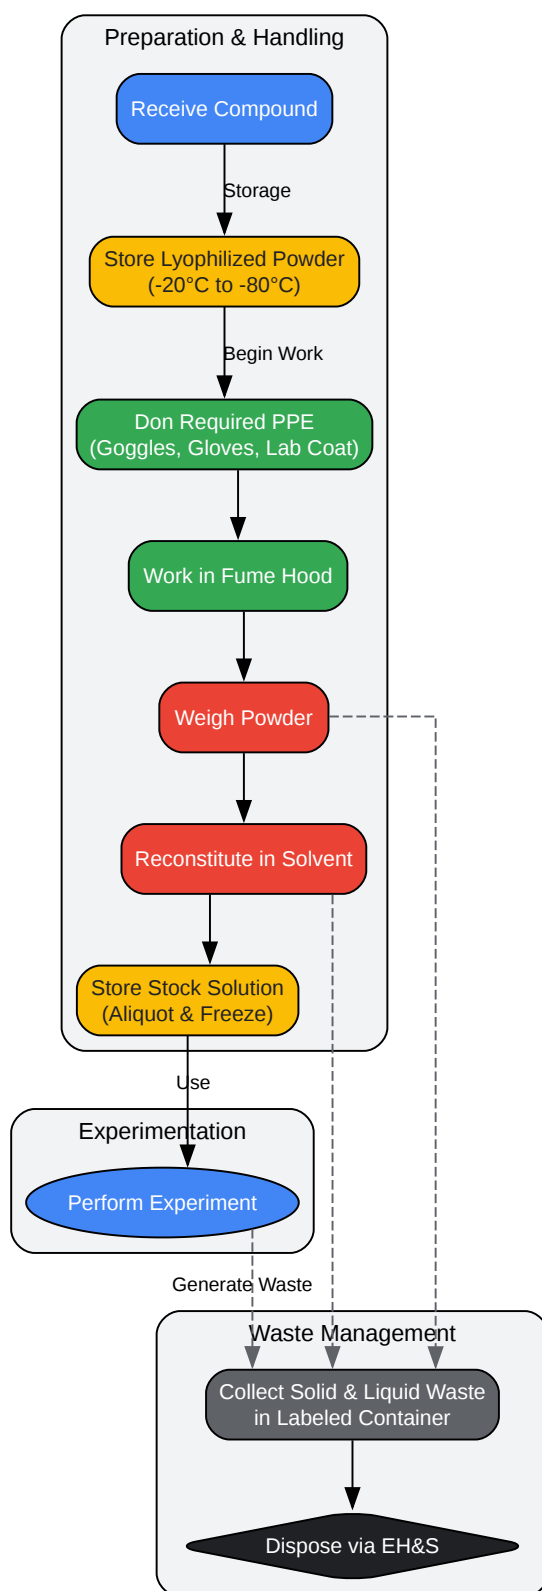 Preparation & Handling
Receive Compound
Storage
Store Lyophilized Powder
(-20°C to -80°C)
Begin Work
Don Required PPE
(Goggles, Gloves, Lab Coat)
Work in Fume Hood
Weigh Powder
Reconstitute in Solvent
Store Stock Solution
(Aliquot & Freeze)
Use
Experimentation
Perform Experiment
Generate Waste
Waste Management
Collect Solid & Liquid Waste
in Labeled Container
Dispose via EH&S